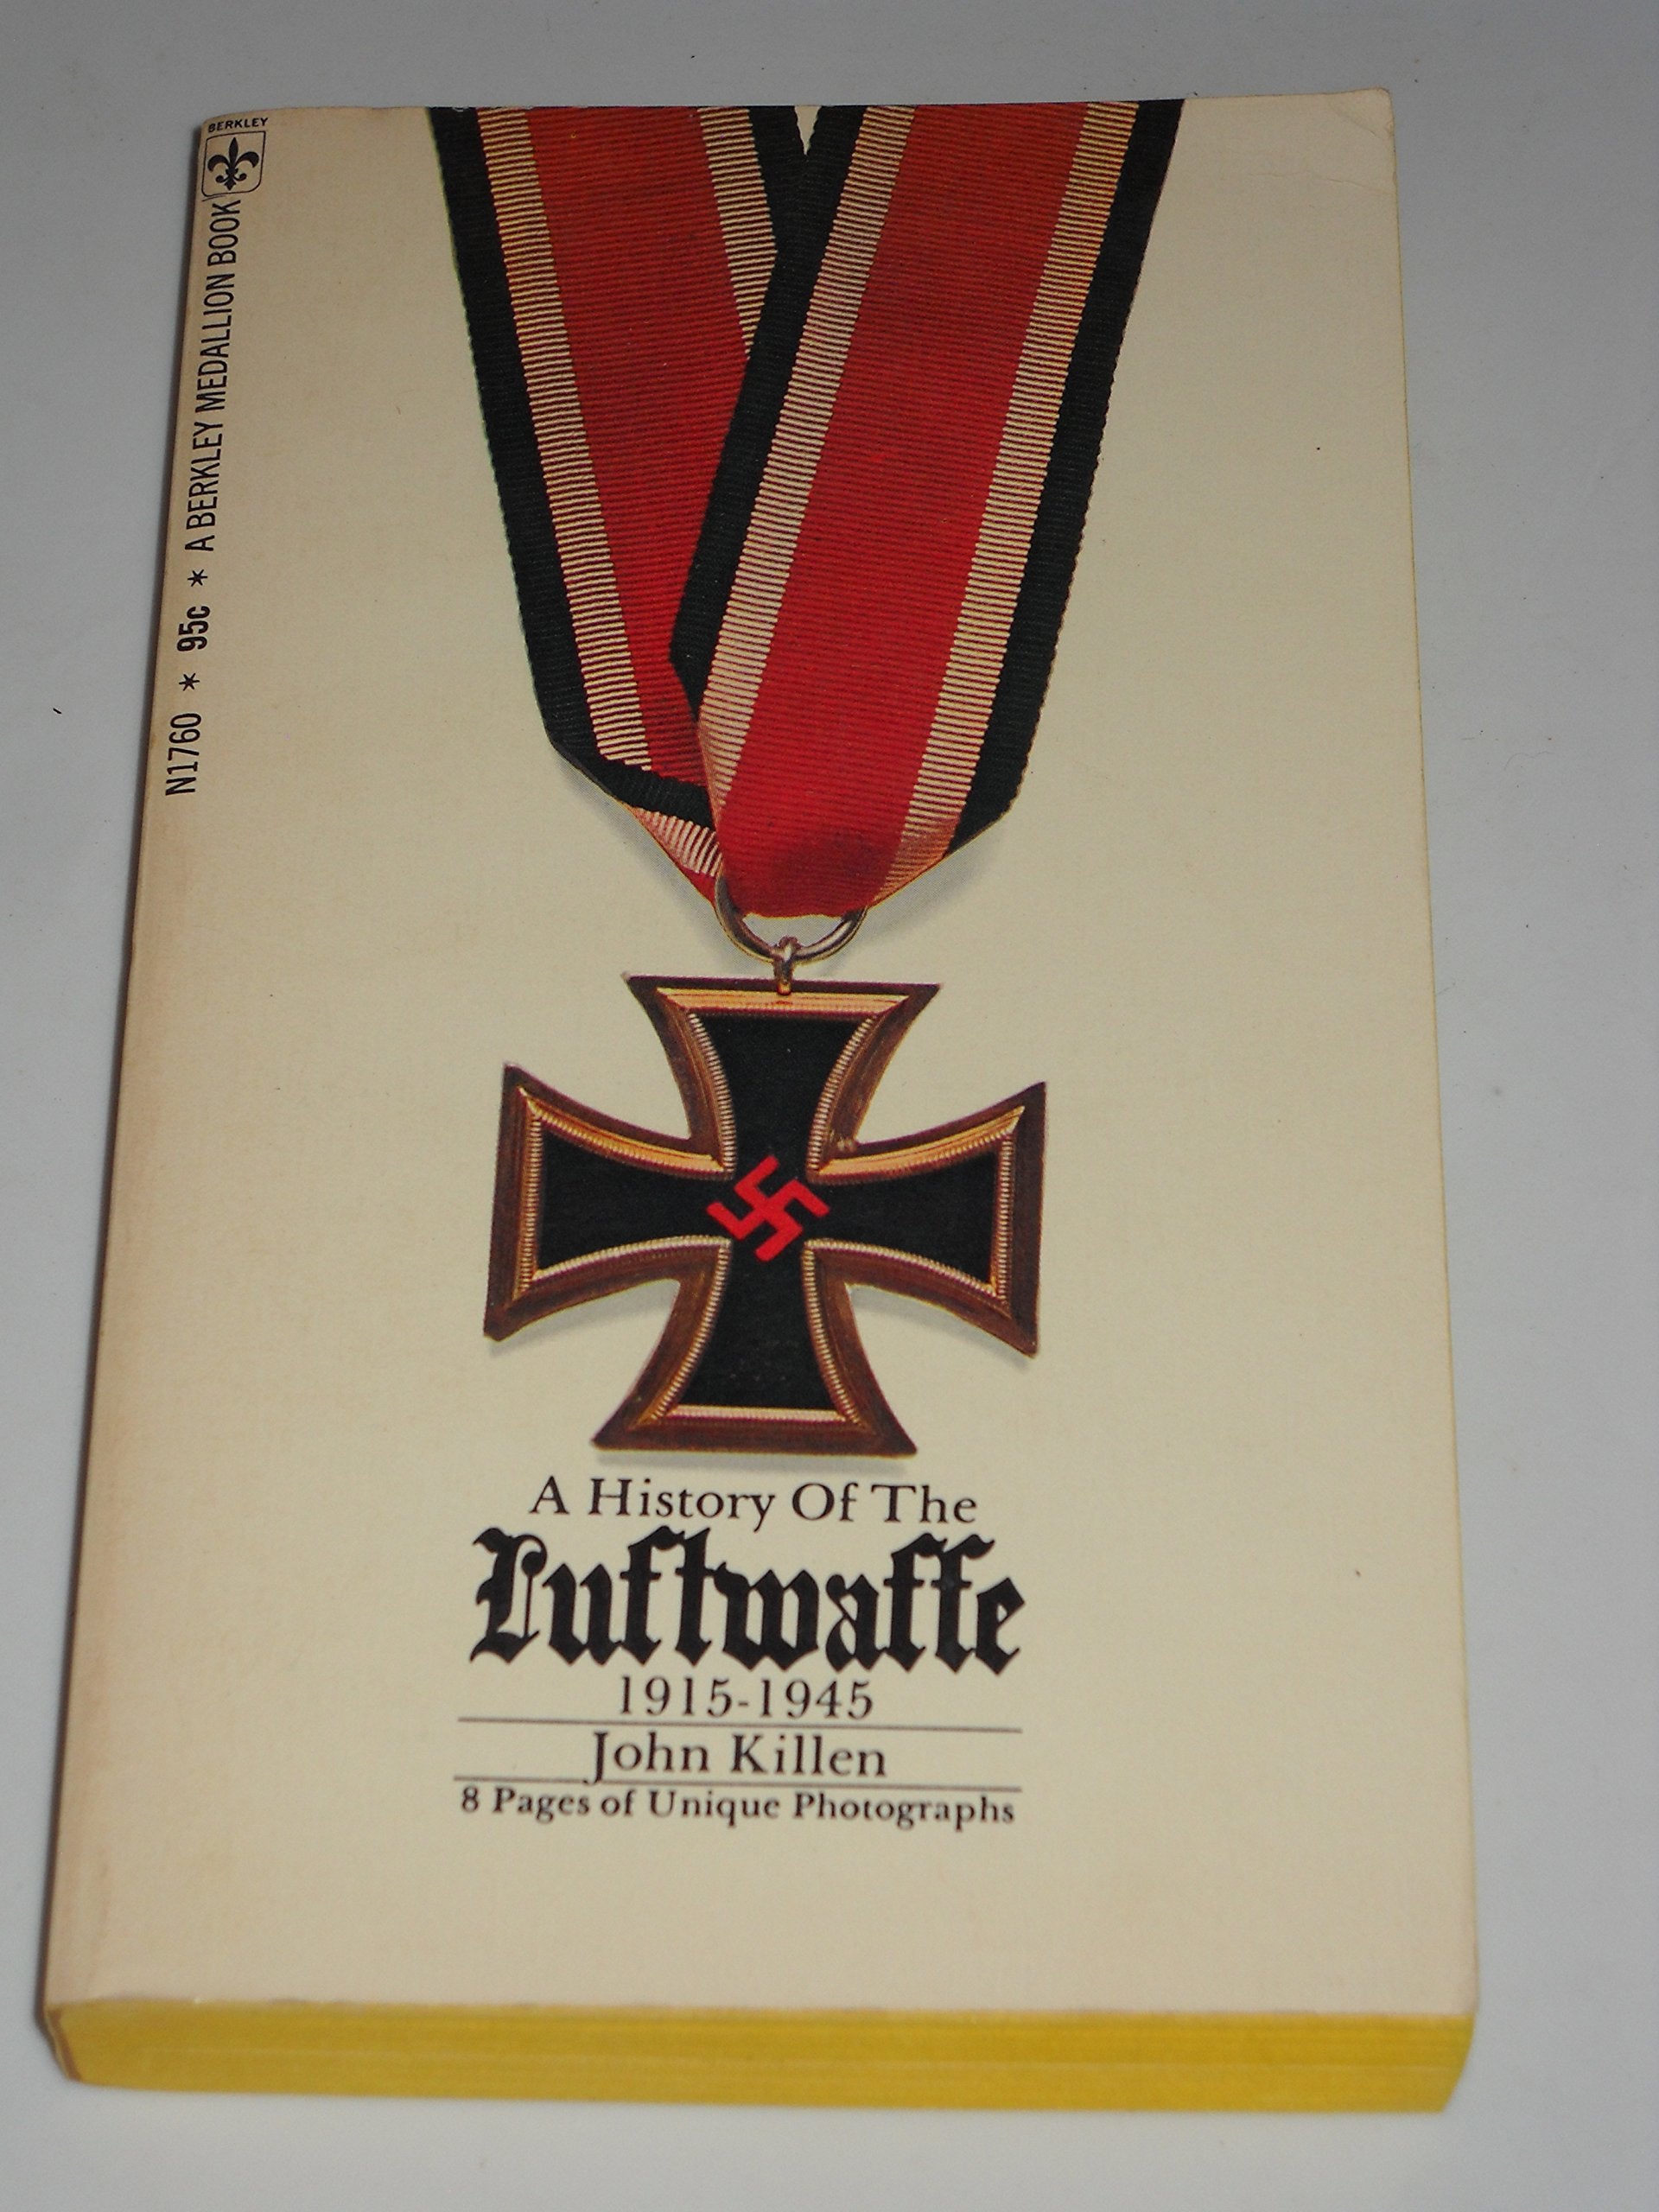 BERKLEY
N1760 * 95c * A BERKLEY MEDALLION BOOK
A History Of The
Luftwaffe
1915-1945
John Killen
8 Pages of Unique Photographs